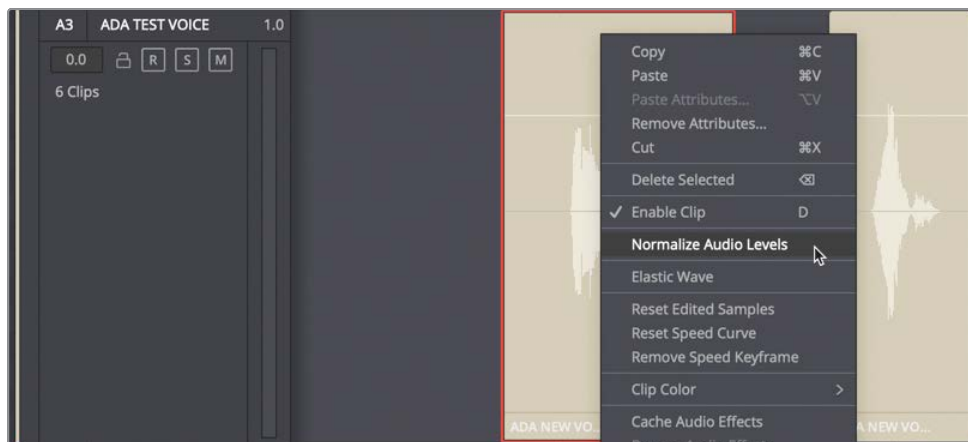 A3 ADA TEST VOICE 1.0
0.0 R S M
6 Clips
Copy ⌘C
Paste ⌘V
Paste Attributes... ⌥V
Remove Attributes...
Cut ⌘X
Delete Selected ⌫
✓ Enable Clip D
Normalize Audio Levels
Elastic Wave
Reset Edited Samples
Reset Speed Curve
Remove Speed Keyframe
Clip Color >
Cache Audio Effects
ADA NEW VO... A NEW VO...